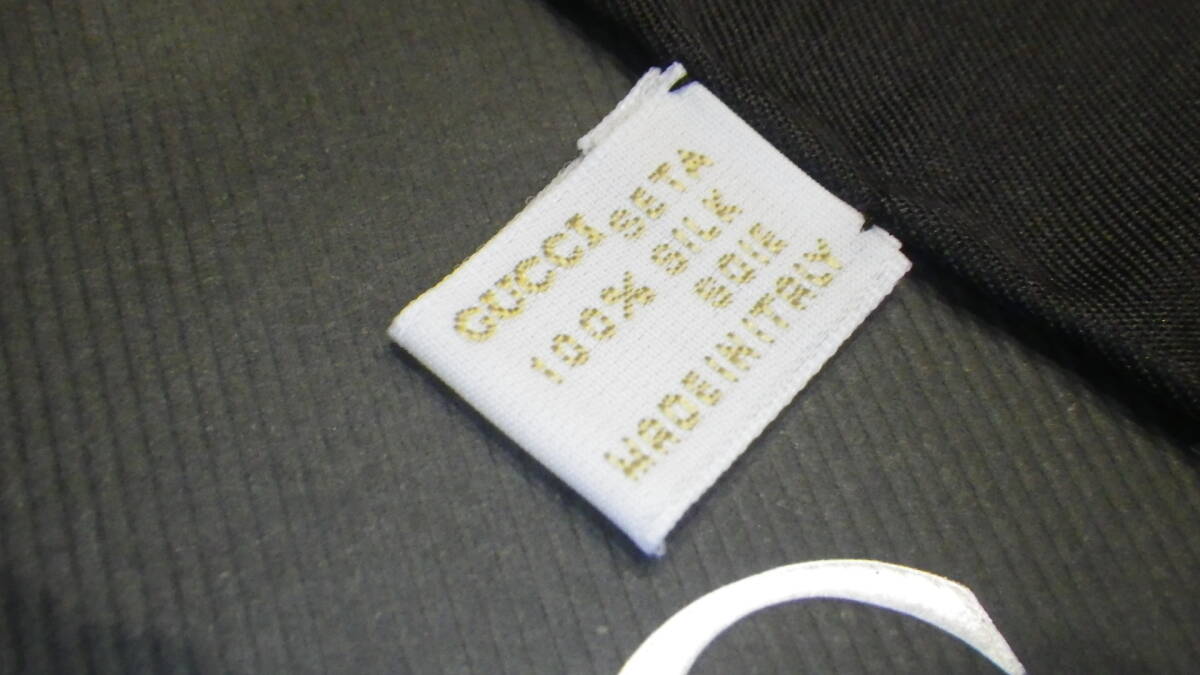 GUCCI SETA
100% SILK
SOIE
MADE IN ITALY